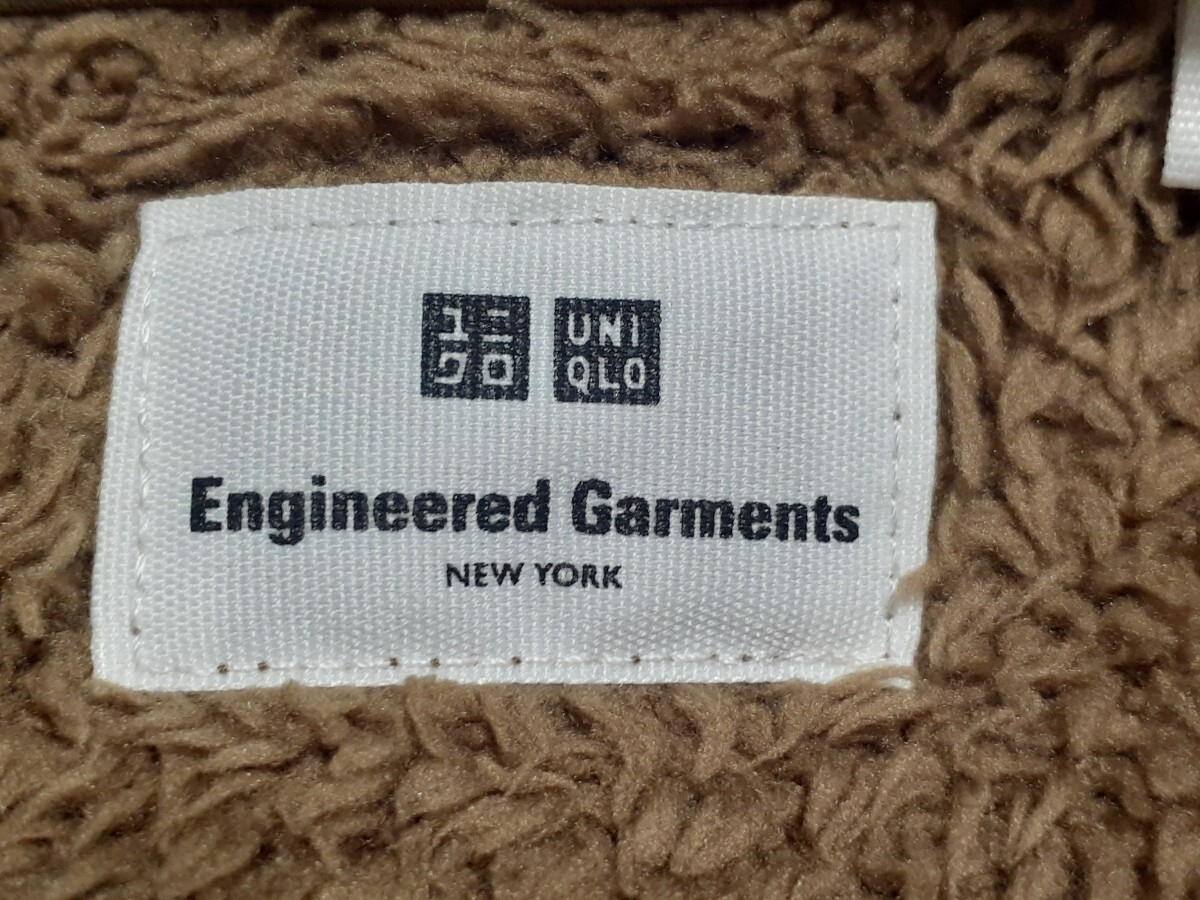 ユニ UNI
クロ QLO
Engineered Garments
NEW YORK